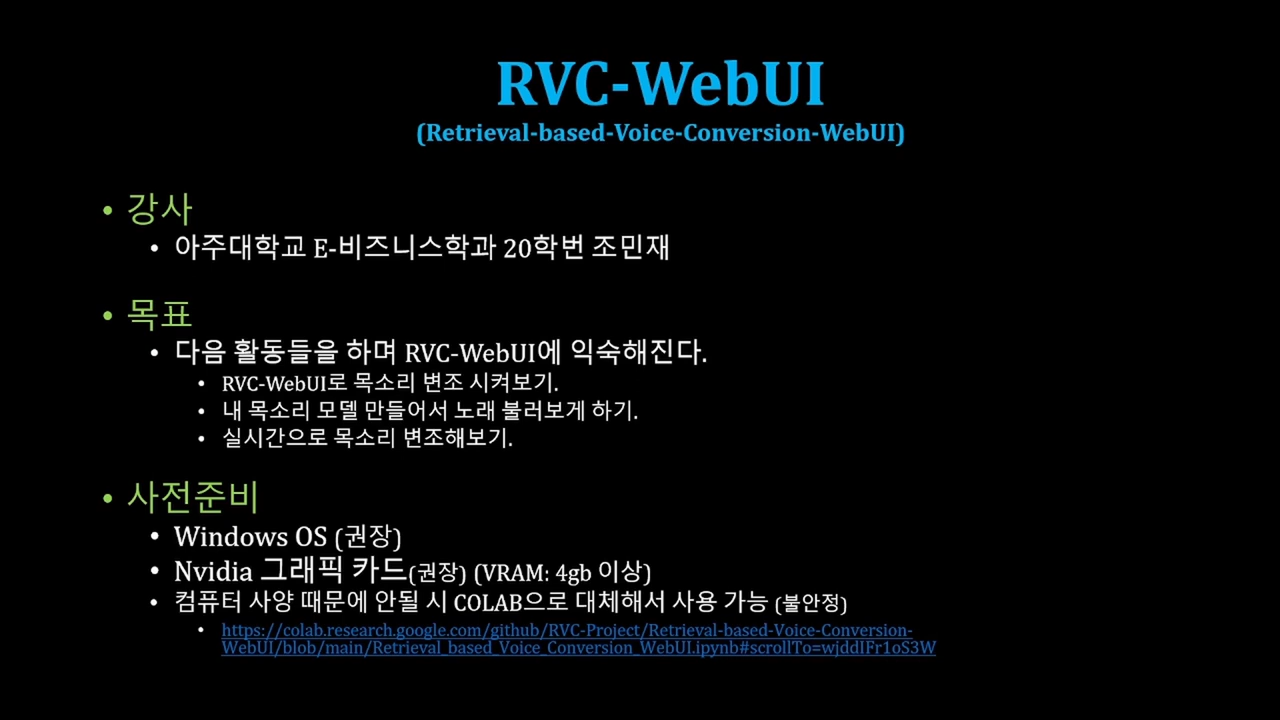 RVC-WebUI
(Retrieval-based-Voice-Conversion-WebUI)
• 강사
• 아주대학교 E-비즈니스학과 20학번 조민재
• 목표
• 다음 활동들을 하며 RVC-WebUI에 익숙해진다.
• RVC-WebUI로 목소리 변조 시켜보기.
• 내 목소리 모델 만들어서 노래 불러보게 하기.
• 실시간으로 목소리 변조해보기.
• 사전준비
• Windows OS (권장)
• Nvidia 그래픽 카드(권장) (VRAM: 4gb 이상)
• 컴퓨터 사양 때문에 안될 시 COLAB으로 대체해서 사용 가능 (불안정)
• https://colab.research.google.com/github/RVC-Project/Retrieval-based-Voice-Conversion-
WebUI/blob/main/Retrieval_based_Voice_Conversion_WebUI.ipynb#scrollTo=wjddIFr1oS3W